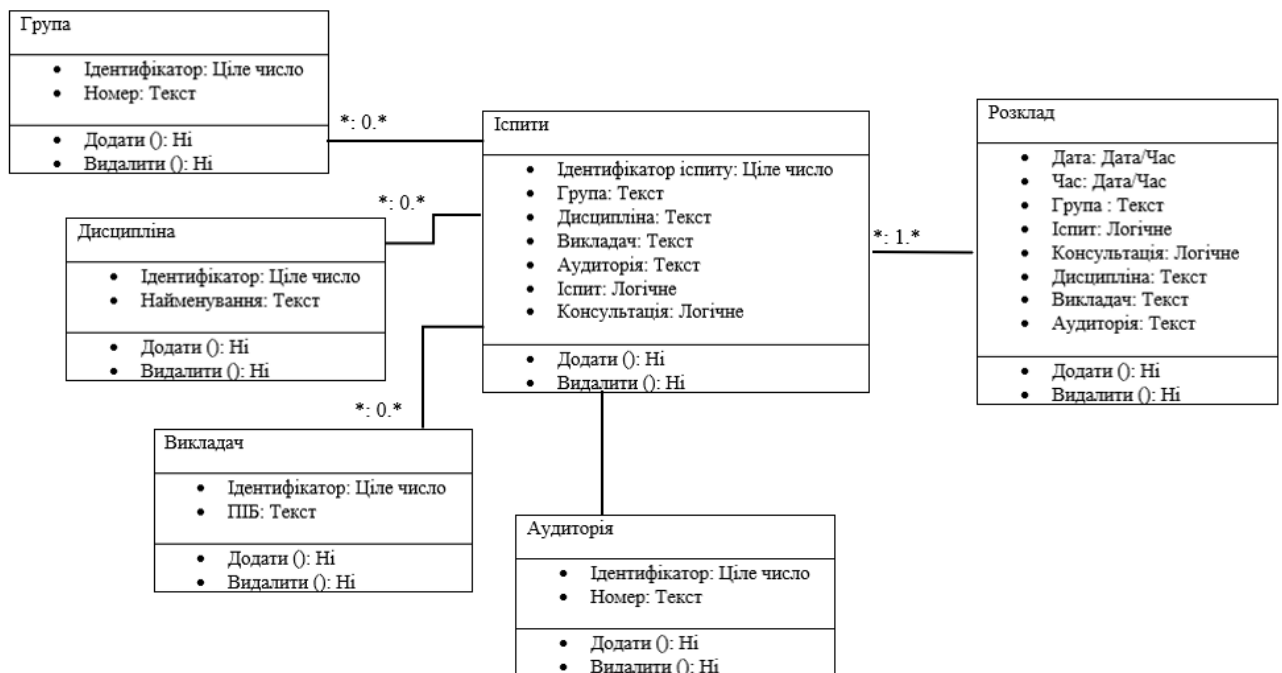 Група
• Ідентифікатор: Ціле число
• Номер: Текст
• Додати (): Ні
• Видалити (): Ні
*: 0.*
Дисципліна
• Ідентифікатор: Ціле число
• Найменування: Текст
• Додати (): Ні
• Видалити (): Ні
*: 0.*
Викладач
• Ідентифікатор: Ціле число
• ПІБ: Текст
• Додати (): Ні
• Видалити (): Ні
*: 0.*
Іспити
• Ідентифікатор іспиту: Ціле число
• Група: Текст
• Дисципліна: Текст
• Викладач: Текст
• Аудиторія: Текст
• Іспит: Логічне
• Консультація: Логічне
• Додати (): Ні
• Видалити (): Ні
Аудиторія
• Ідентифікатор: Ціле число
• Номер: Текст
• Додати (): Ні
• Видалити (): Ні
*: 1.*
Розклад
• Дата: Дата/Час
• Час: Дата/Час
• Група : Текст
• Іспит: Логічне
• Консультація: Логічне
• Дисципліна: Текст
• Викладач: Текст
• Аудиторія: Текст
• Додати (): Ні
• Видалити (): Ні